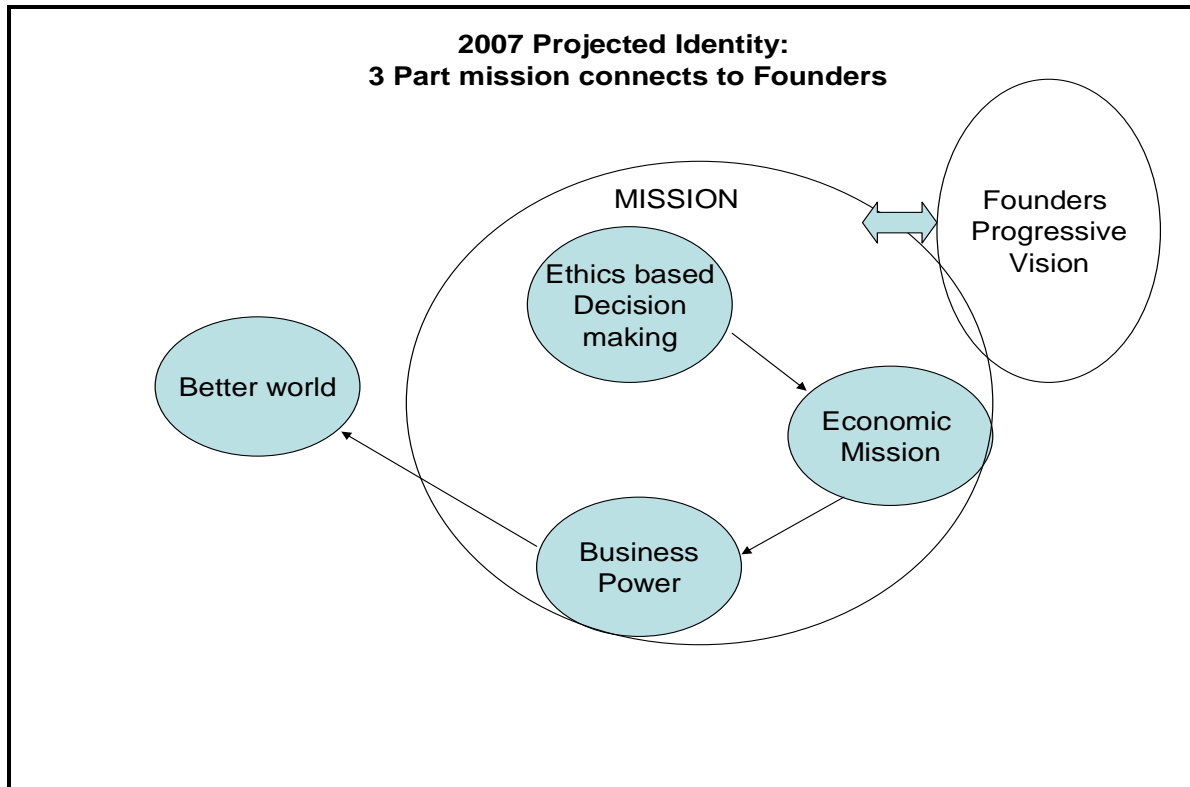 2007 Projected Identity:
3 Part mission connects to Founders
MISSION
Founders
Progressive
Vision
Ethics based
Decision
making
Better world
Economic
Mission
Business
Power